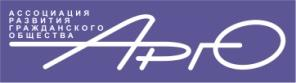 АССОЦИАЦИЯ
РАЗВИТИЯ
ГРАЖДАНСКОГО
ОБЩЕСТВА
АргО